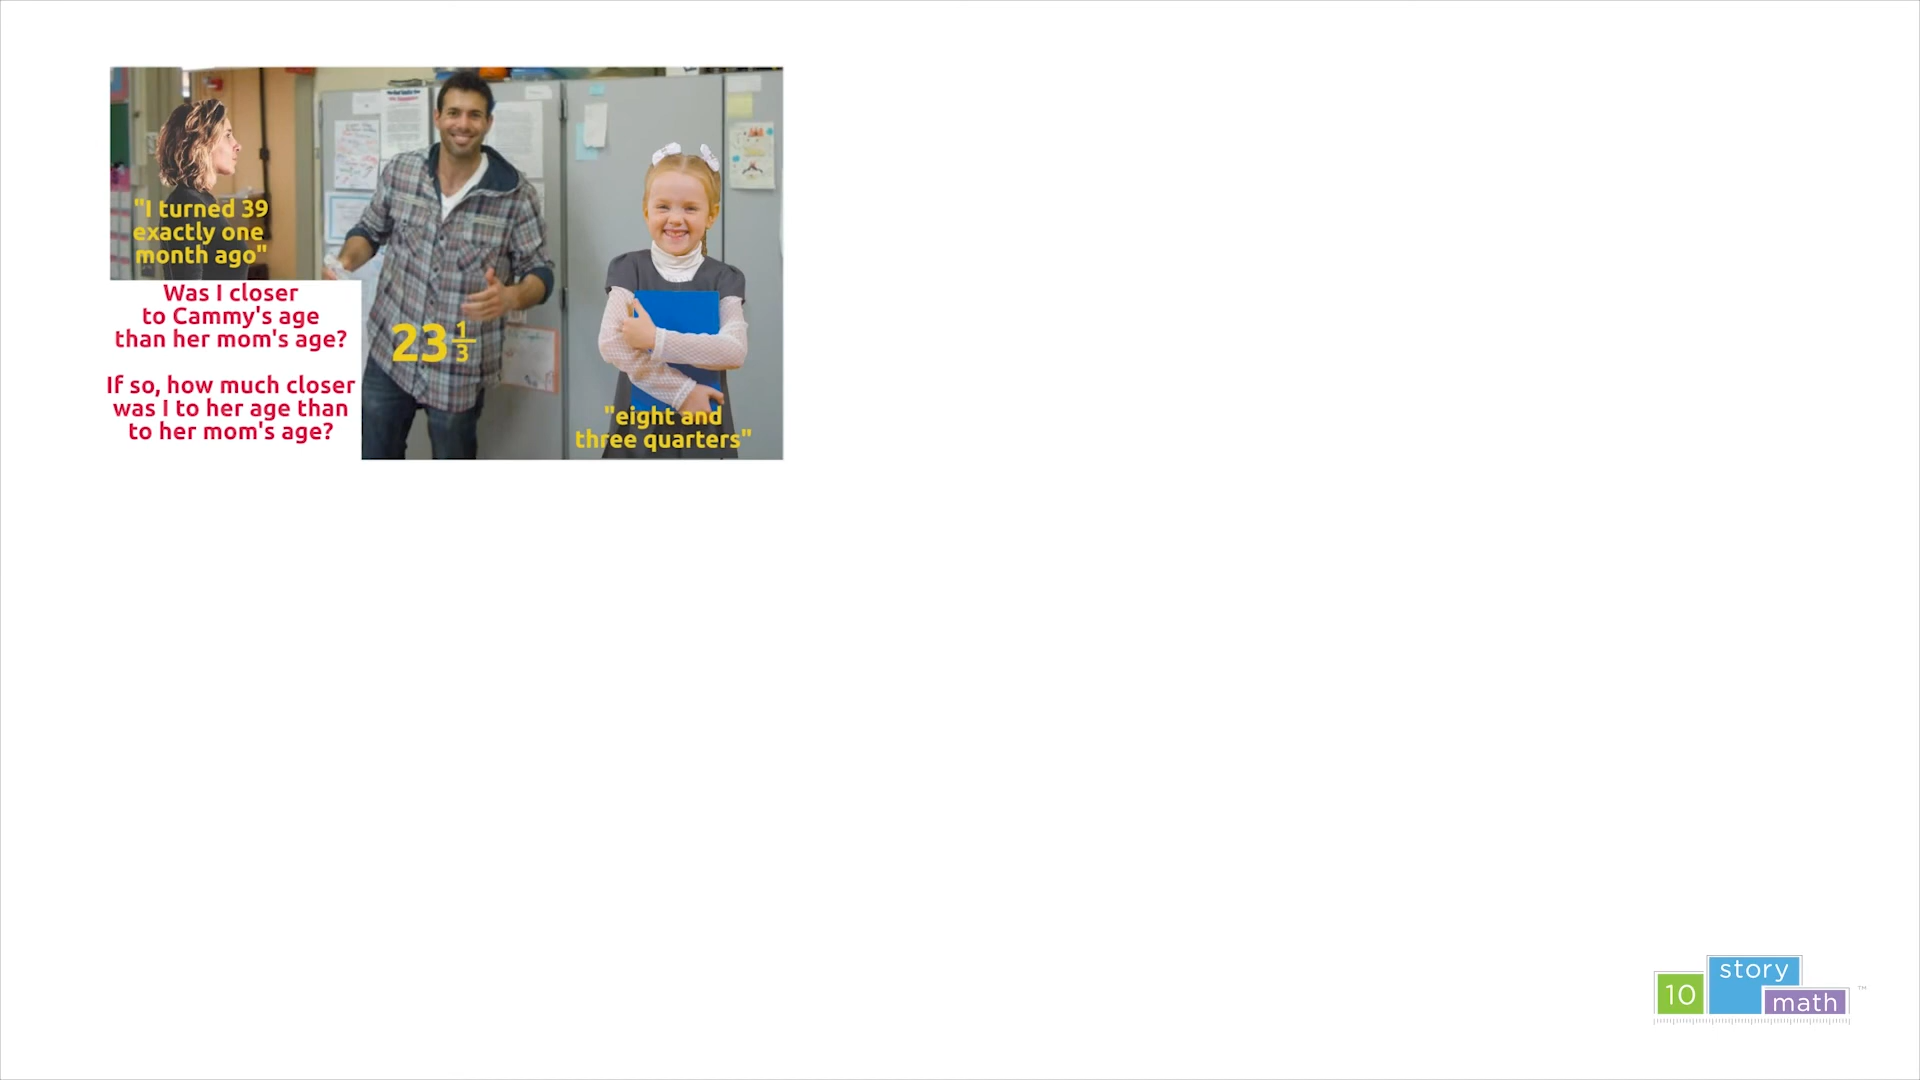 "I turned 39
exactly one
month ago"
Was I closer
to Cammy's age
than her mom's age?
If so, how much closer
was I to her age than
to her mom's age?
23 1/3
"eight and
three quarters"
10 story math ™